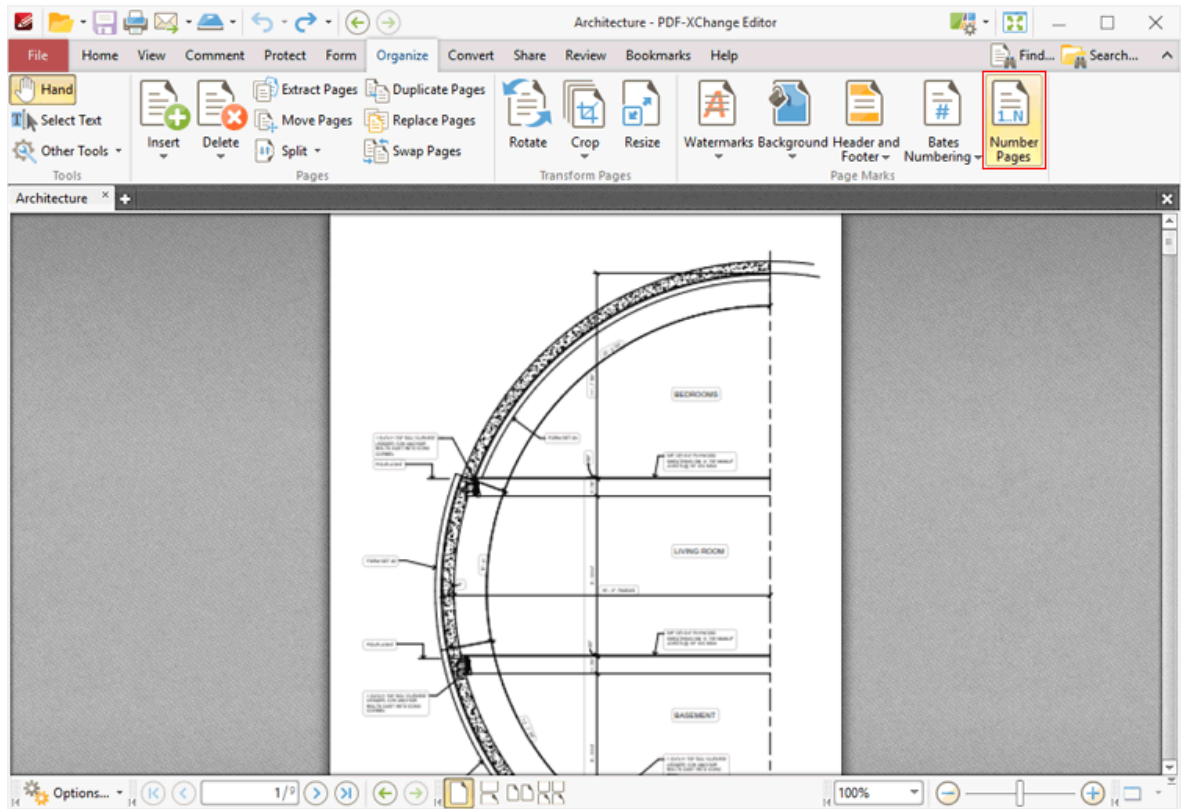 Architecture - PDF-XChange Editor
File Home View Comment Protect Form Organize Convert Share Review Bookmarks Help Find... Search...
Hand
Select Text
Other Tools
Tools
Insert
Delete
Extract Pages
Move Pages
Split
Duplicate Pages
Replace Pages
Swap Pages
Pages
Rotate
Crop
Resize
Transform Pages
Watermarks
Background
Header and
Footer
Bates
Numbering
#
1..N
Number
Pages
Page Marks
Architecture
BEDROOMS
LIVING ROOM
BASEMENT
Options...
1/9
100%